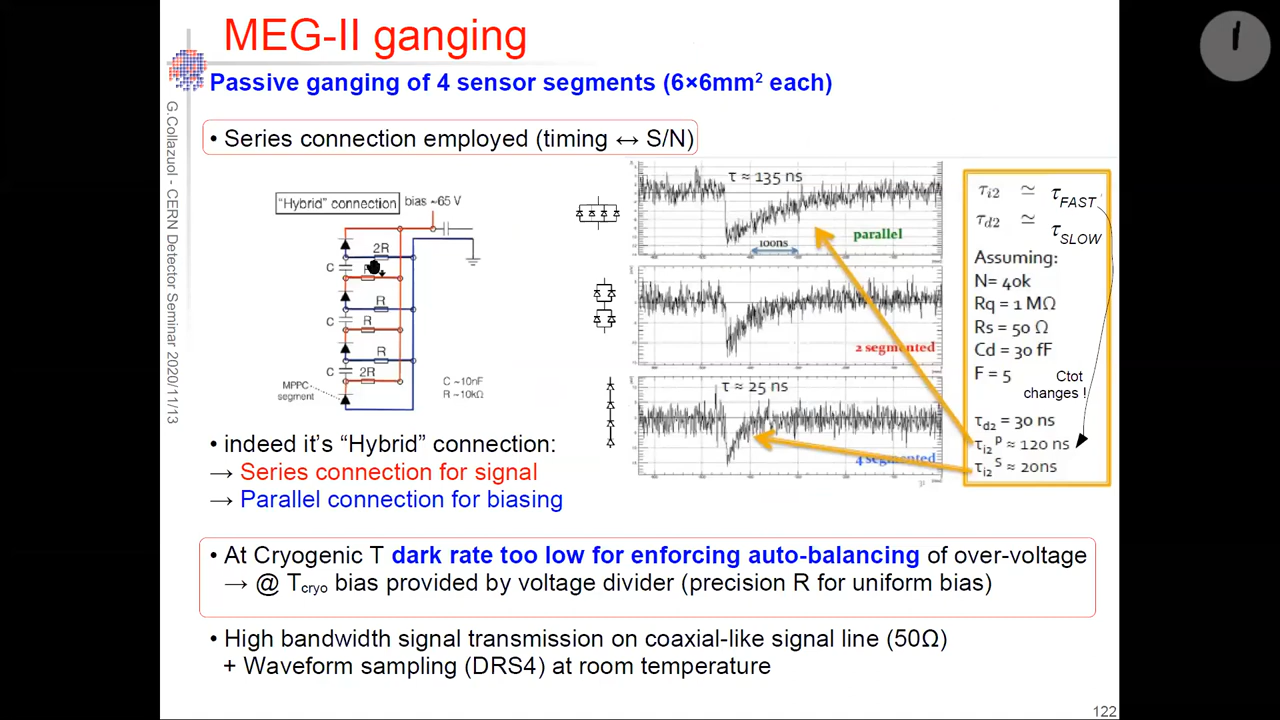 MEG-II ganging
Passive ganging of 4 sensor segments (6×6mm² each)
G.Collazuol - CERN Detector Seminar 2020/11/13
• Series connection employed (timing ↔ S/N)
"Hybrid" connection
bias ~65 V
2R
C
R
C
R
C
R
2R
MPPC
segment
C ~10nF
R ~10kΩ
τ ≈ 135 ns
100ns
parallel
2 segmented
τ ≈ 25 ns
4 segmented
τi2 ≃ τFAST
τd2 ≃ τSLOW
Assuming:
N= 40k
Rq = 1 MΩ
Rs = 50 Ω
Cd = 30 fF
F = 5
Ctot
changes !
τd2 = 30 ns
τi2 P ≈ 120 ns
τi2 S ≈ 20ns
• indeed it's "Hybrid" connection:
→ Series connection for signal
→ Parallel connection for biasing
• At Cryogenic T dark rate too low for enforcing auto-balancing of over-voltage
→ @ Tcryo bias provided by voltage divider (precision R for uniform bias)
• High bandwidth signal transmission on coaxial-like signal line (50Ω)
+ Waveform sampling (DRS4) at room temperature
122